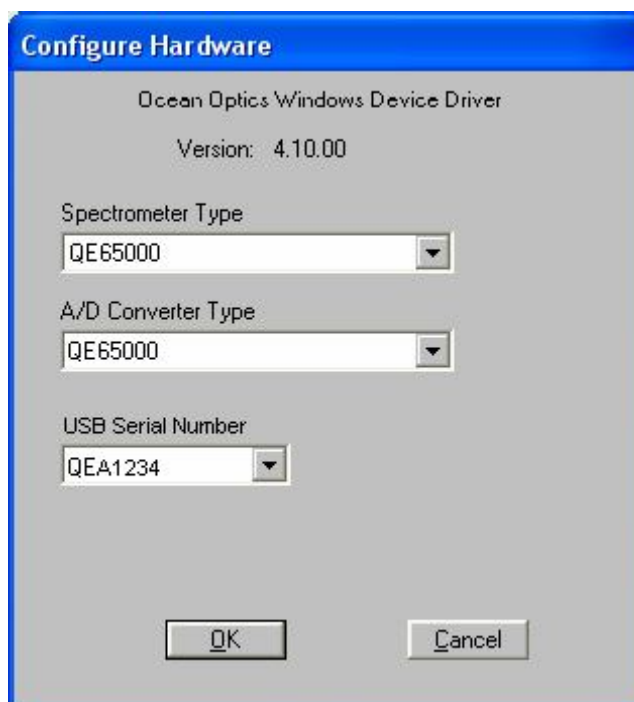 Configure Hardware
Ocean Optics Windows Device Driver
Version: 4.10.00
Spectrometer Type
QE65000
A/D Converter Type
QE65000
USB Serial Number
QEA1234
OK Cancel